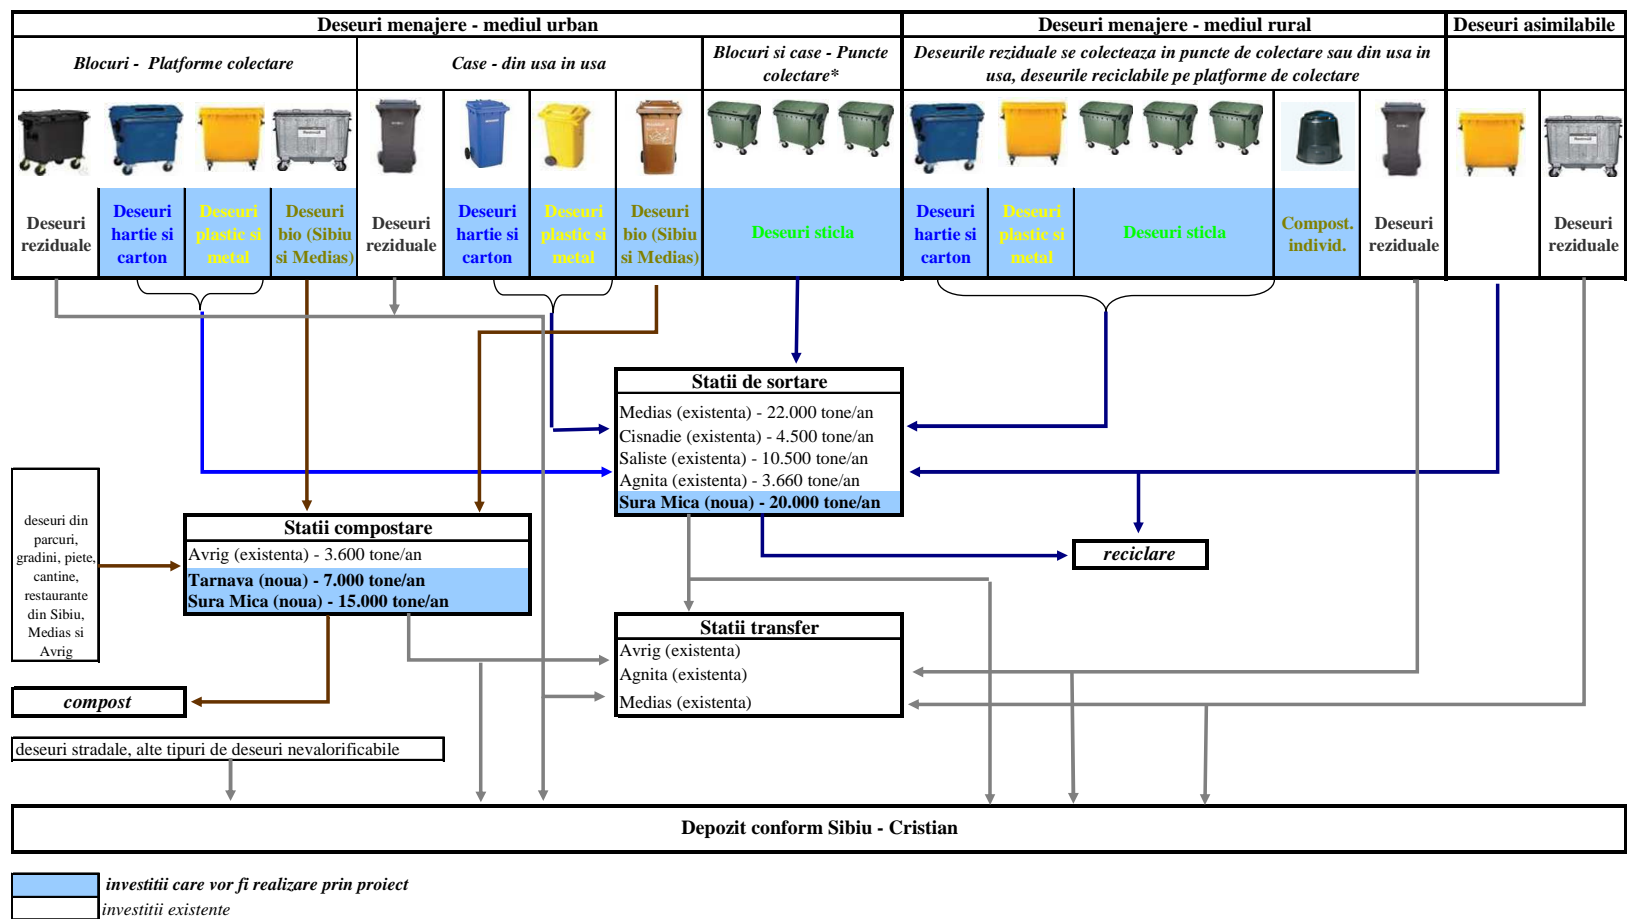 Deseuri menajere - mediul urban
Deseuri menajere - mediul rural
Deseuri asimilabile
Blocuri - Platforme colectare
Case - din usa in usa
Blocuri si case - Puncte
colectare*
Deseurile reziduale se colecteaza in puncte de colectare sau din usa in
usa, deseurile reciclabile pe platforme de colectare
Deseuri
reziduale
Deseuri
hartie si
carton
Deseuri
plastic si
metal
Deseuri
bio (Sibiu
si Medias)
Deseuri
reziduale
Deseuri
hartie si
carton
Deseuri
plastic si
metal
Deseuri
bio (Sibiu
si Medias)
Deseuri sticla
Deseuri
hartie si
carton
Deseuri
plastic si
metal
Deseuri sticla
Compost.
individ.
Deseuri
reziduale
Deseuri
reziduale
Statii de sortare
Medias (existenta) - 22.000 tone/an
Cisnadie (existenta) - 4.500 tone/an
Saliste (existenta) - 10.500 tone/an
Agnita (existenta) - 3.660 tone/an
Sura Mica (noua) - 20.000 tone/an
deseuri din
parcuri,
gradini, piete,
cantine,
restaurante
din Sibiu,
Medias si
Avrig
Statii compostare
Avrig (existenta) - 3.600 tone/an
Tarnava (noua) - 7.000 tone/an
Sura Mica (noua) - 15.000 tone/an
reciclare
Statii transfer
Avrig (existenta)
Agnita (existenta)
Medias (existenta)
compost
deseuri stradale, alte tipuri de deseuri nevalorificabile
Depozit conform Sibiu - Cristian
investitii care vor fi realizare prin proiect
investitii existente